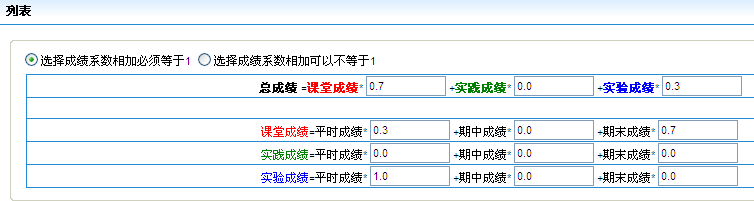 列表
选择成绩系数相加必须等于1 选择成绩系数相加可以不等于1
总成绩 =课堂成绩* 0.7 +实践成绩* 0.0 +实验成绩* 0.3
课堂成绩=平时成绩* 0.3 +期中成绩* 0.0 +期末成绩* 0.7
实践成绩=平时成绩* 0.0 +期中成绩* 0.0 +期末成绩* 0.0
实验成绩=平时成绩* 1.0 +期中成绩* 0.0 +期末成绩* 0.0